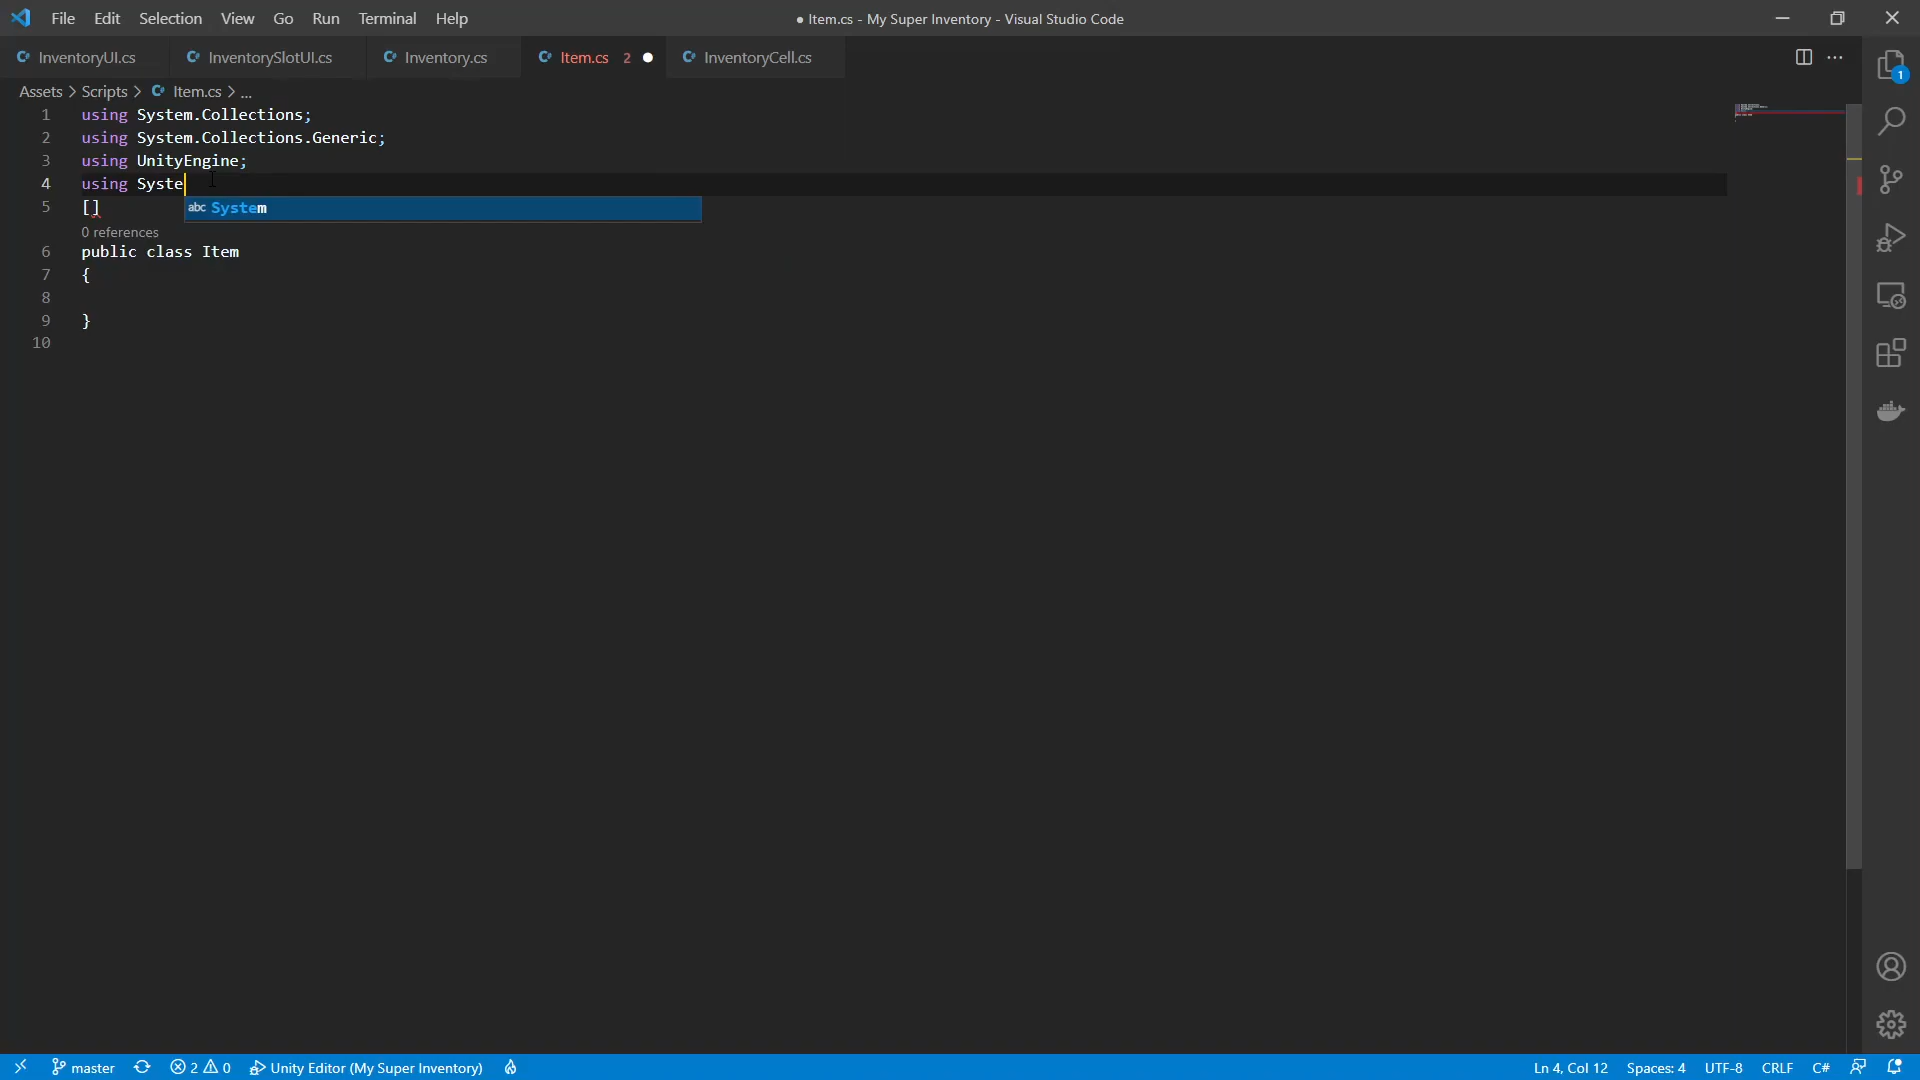 File Edit Selection View Go Run Terminal Help
● Item.cs - My Super Inventory - Visual Studio Code
InventoryUI.cs InventorySlotUI.cs Inventory.cs Item.cs 2 InventoryCell.cs
Assets > Scripts > Item.cs > ...
1
1 using System.Collections;
2 using System.Collections.Generic;
3 using UnityEngine;
4 using Syste
5 []
abc System
0 references
6 public class Item
7 {
8
9 }
10
master 2 0 Unity Editor (My Super Inventory) Ln 4, Col 12 Spaces: 4 UTF-8 CRLF C#